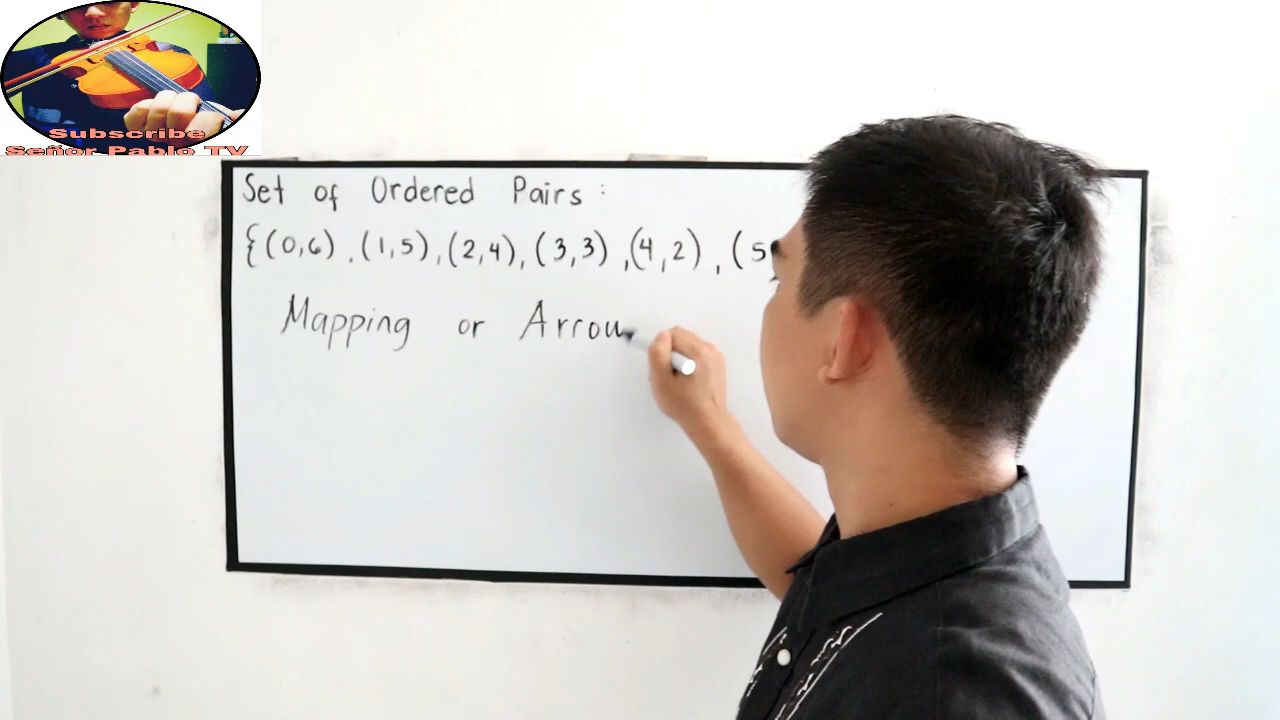 Subscribe
Señor Pablo TV
Set of Ordered Pairs :
{(0,6) ,(1,5) ,(2,4), (3,3) ,(4,2) , (5
Mapping or Arrow